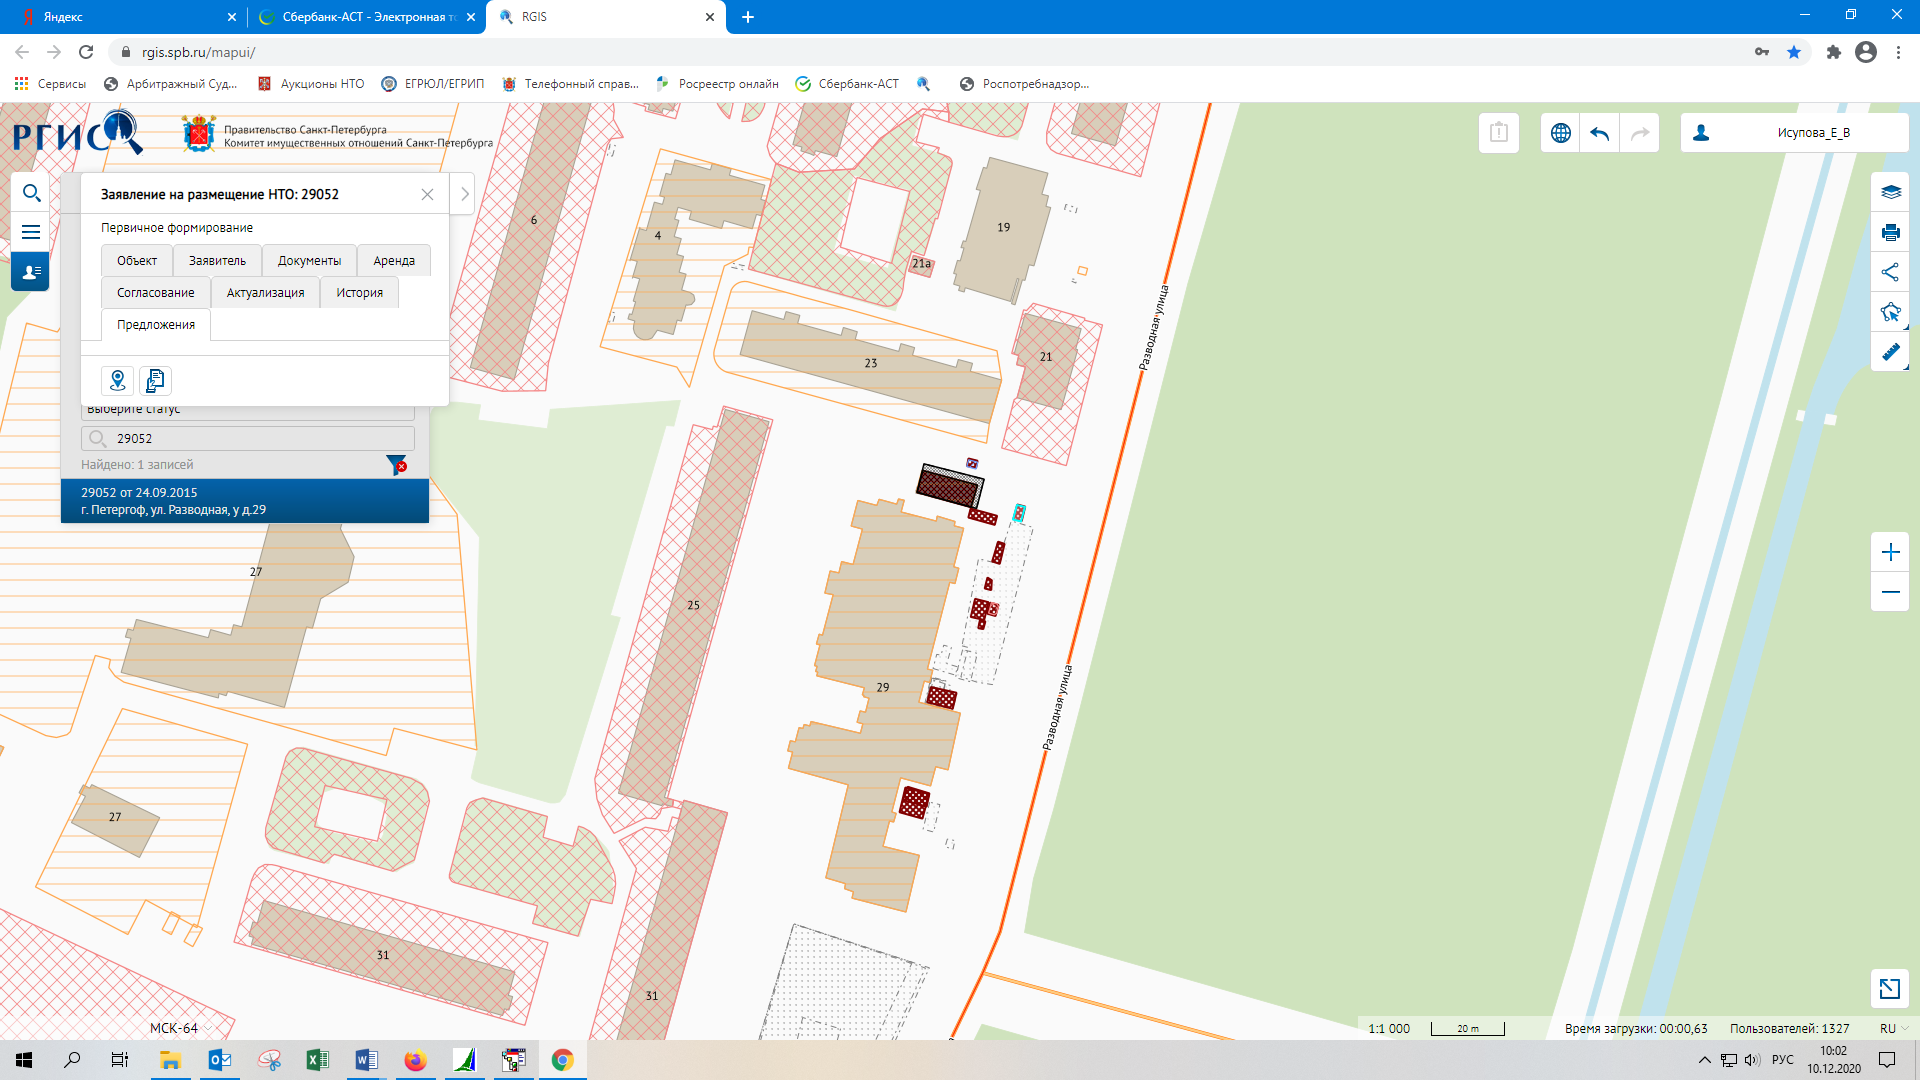 Яндекс
Сбербанк-АСТ - Электронная т
RGIS
rgis.spb.ru/mapui/
Сервисы
Арбитражный Суд...
Аукционы НТО
ЕГРЮЛ/ЕГРИП
Телефонный справ...
Росреестр онлайн
Сбербанк-АСТ
Роспотребнадзор...
РГИС
Правительство Санкт-Петербурга
Комитет имущественных отношений Санкт-Петербурга
Исупова_Е_В
Заявление на размещение НТО: 29052
Первичное формирование
Объект
Заявитель
Документы
Аренда
Согласование
Актуализация
История
Предложения
Выберите статус
29052
Найдено: 1 записей
29052 от 24.09.2015
г. Петергоф, ул. Разводная, у д.29
6
4
19
21а
21
23
25
27
29
27
31
31
Разводная улица
Разводная улица
МСК-64
1:1 000
20 m
Время загрузки: 00:00,63
Пользователей: 1327
RU
РУС
10:02
10.12.2020